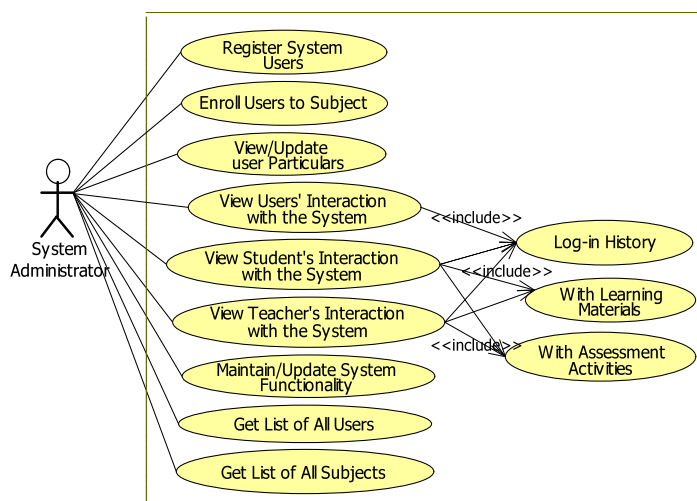 Register System
Users
Enroll Users to Subject
View/Update
user Particulars
View Users' Interaction
with the System
<<include>>
Log-in History
System
Administrator
View Student's Interaction
with the System
<<include>>
With Learning
Materials
View Teacher's Interaction
with the System
<<include>>
With Assessment
Activities
Maintain/Update System
Functionality
Get List of All Users
Get List of All Subjects